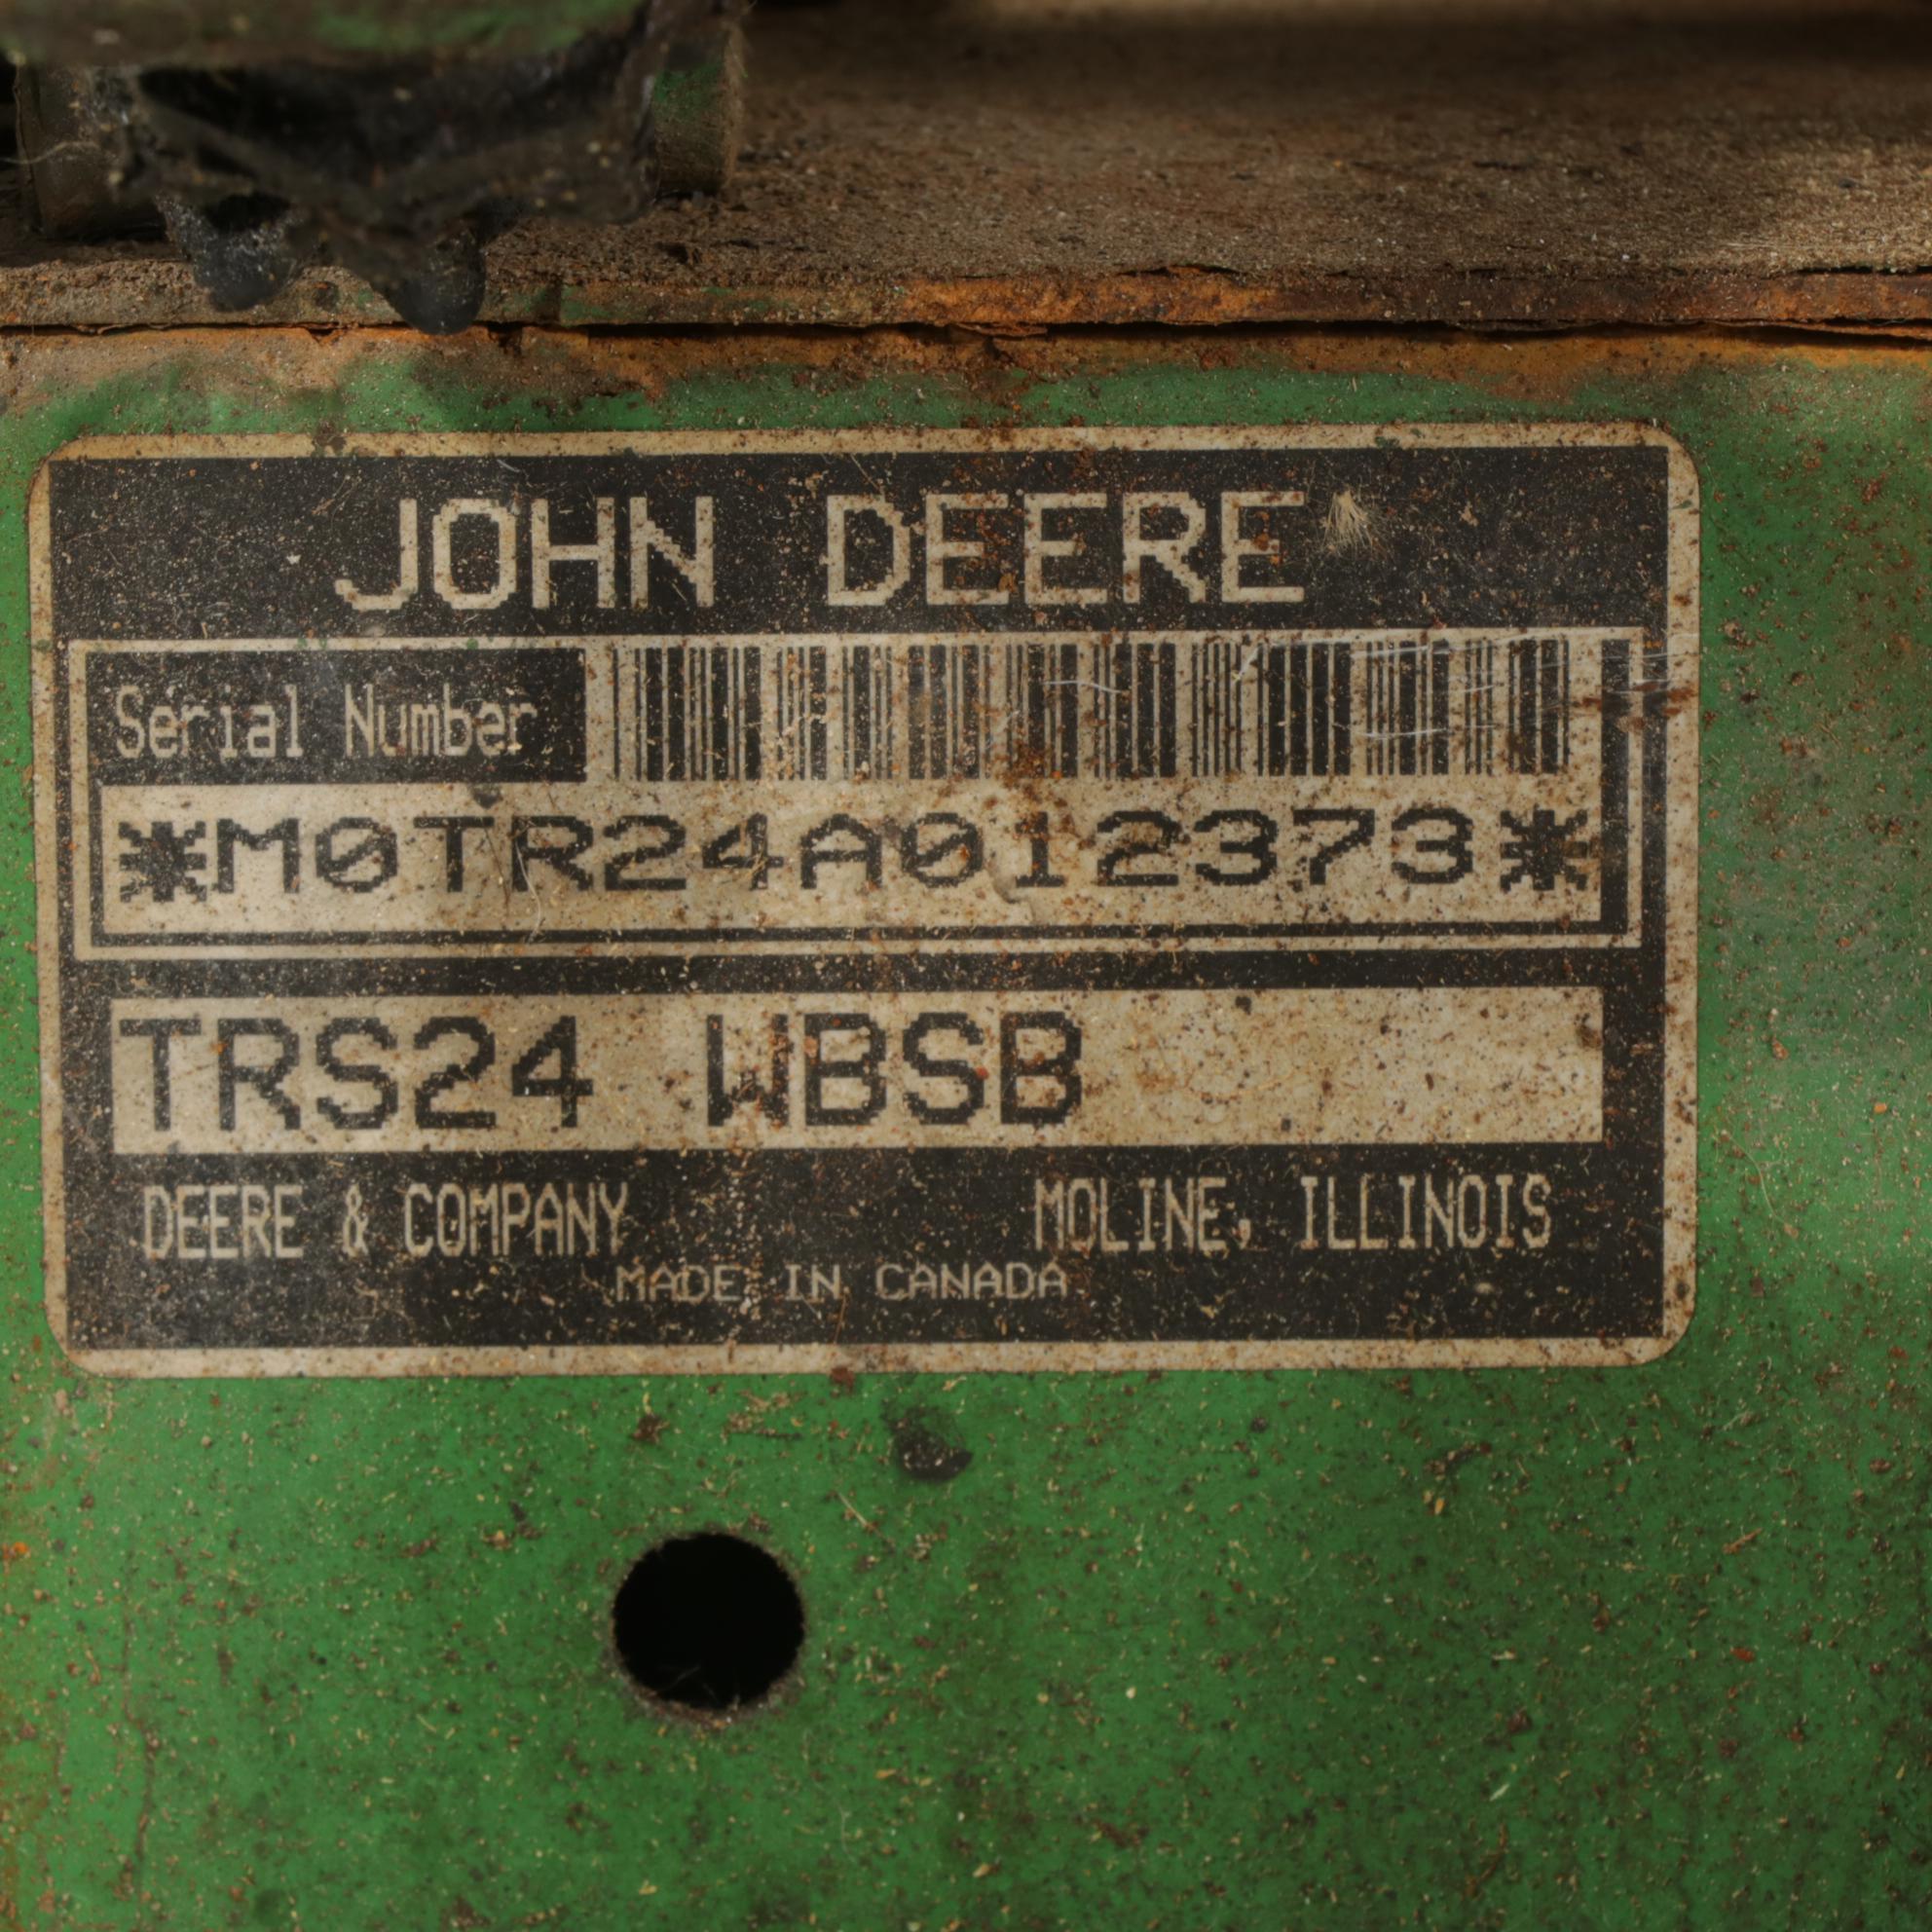 JOHN DEERE
Serial Number
*M0TR24A012373*
TRS24 WBSB
DEERE & COMPANY MOLINE, ILLINOIS
MADE IN CANADA